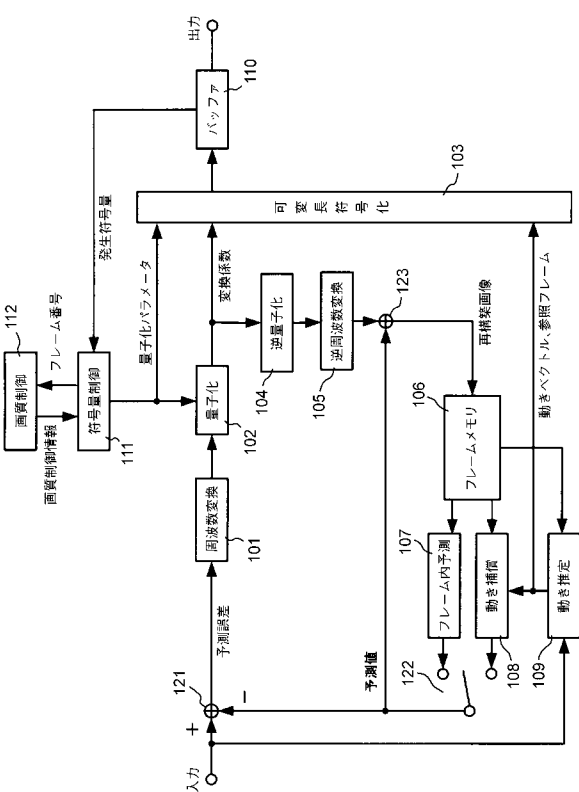 入力
＋
－
121
予測誤差
周波数変換
101
量子化
102
画質制御
112
画質制御情報
フレーム番号
符号量制御
111
発生符号量
量子化パラメータ
変換係数
バッファ
110
出力
可変長符号化
103
逆量子化
104
逆周波数変換
105
123
再構築画像
予測値
122
フレームメモリ
106
フレーム内予測
107
動き補償
108
動き推定
109
動きベクトル,参照フレーム